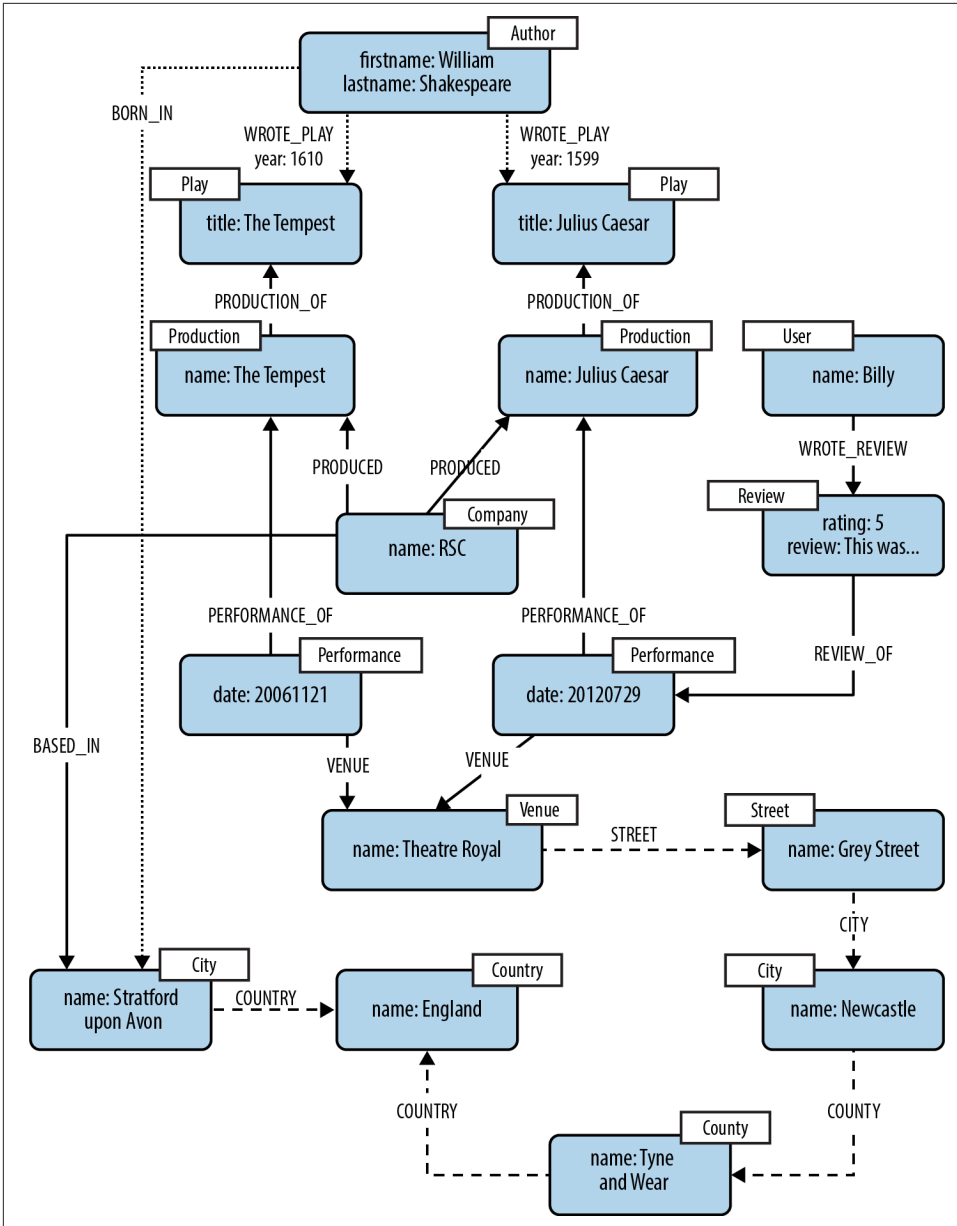 Author
firstname: William
lastname: Shakespeare
BORN_IN
WROTE_PLAY
year: 1610
WROTE_PLAY
year: 1599
Play
title: The Tempest
Play
title: Julius Caesar
PRODUCTION_OF
PRODUCTION_OF
Production
name: The Tempest
Production
name: Julius Caesar
User
name: Billy
WROTE_REVIEW
PRODUCED
PRODUCED
Review
rating: 5
review: This was...
Company
name: RSC
PERFORMANCE_OF
PERFORMANCE_OF
REVIEW_OF
Performance
date: 20061121
Performance
date: 20120729
BASED_IN
VENUE
VENUE
Venue
name: Theatre Royal
STREET
Street
name: Grey Street
CITY
City
name: Stratford
upon Avon
COUNTRY
Country
name: England
City
name: Newcastle
COUNTRY
COUNTY
County
name: Tyne
and Wear